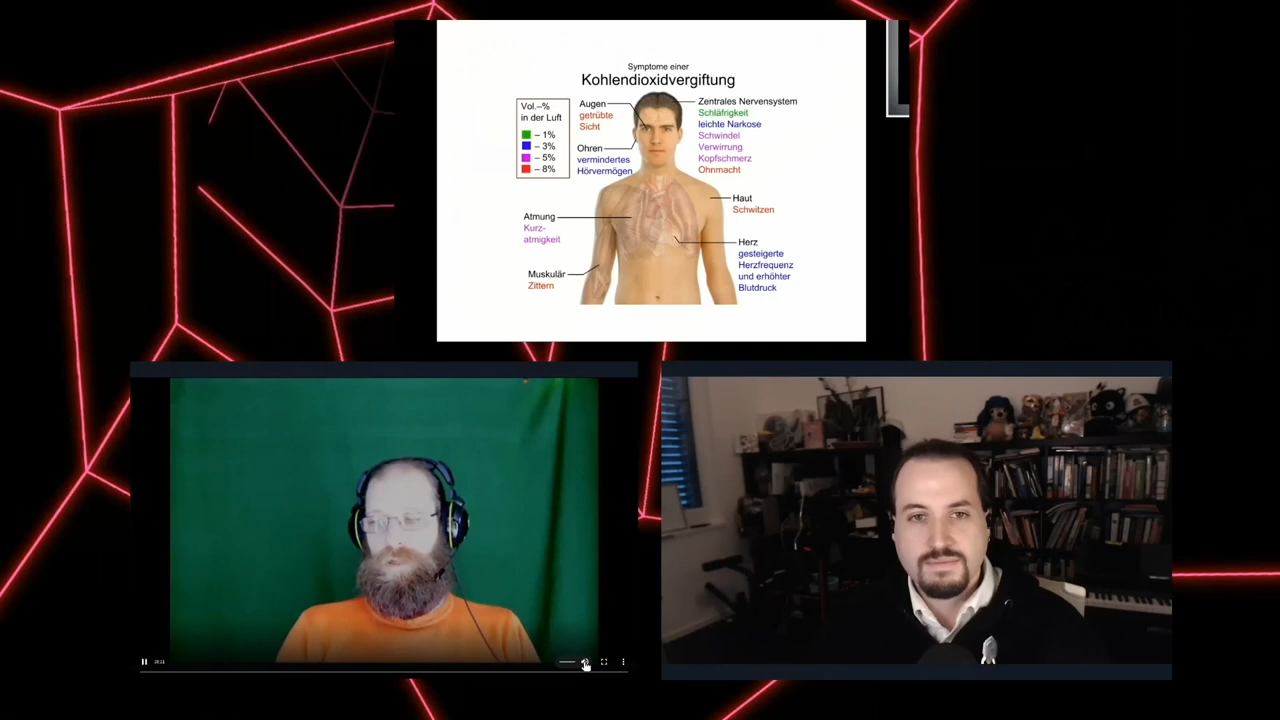 Symptome einer
Kohlendioxidvergiftung
Vol.–%
in der Luft
– 1%
– 3%
– 5%
– 8%
Augen
getrübte
Sicht
Ohren
vermindertes
Hörvermögen
Zentrales Nervensystem
Schläfrigkeit
leichte Narkose
Schwindel
Verwirrung
Kopfschmerz
Ohnmacht
Haut
Schwitzen
Atmung
Kurz-
atmigkeit
Herz
gesteigerte
Herzfrequenz
und erhöhter
Blutdruck
Muskulär
Zittern